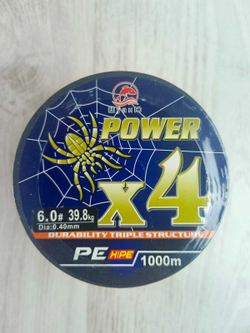 POWER
x4
6.0# 39.8kg
Dia:0.40mm
DURABILITY TRIPLE STRUCTURE
PE HPE 1000m